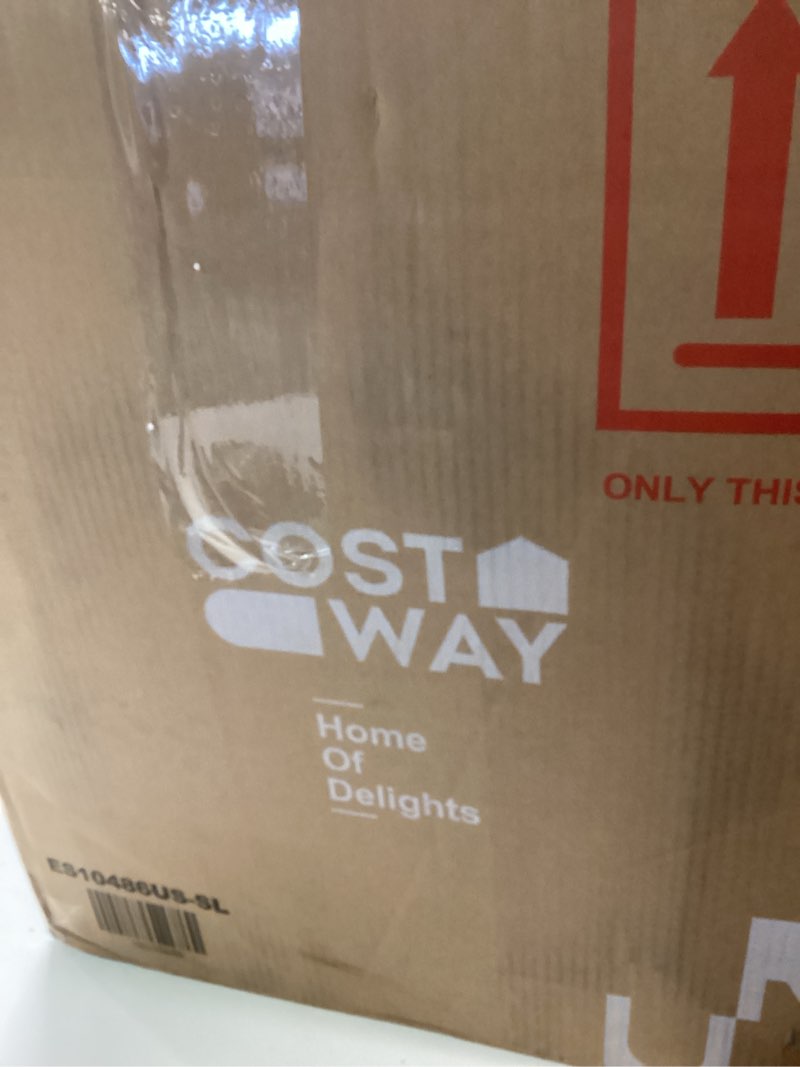 ONLY THIS
COST
WAY
Home
Of
Delights
ES10486US-SL